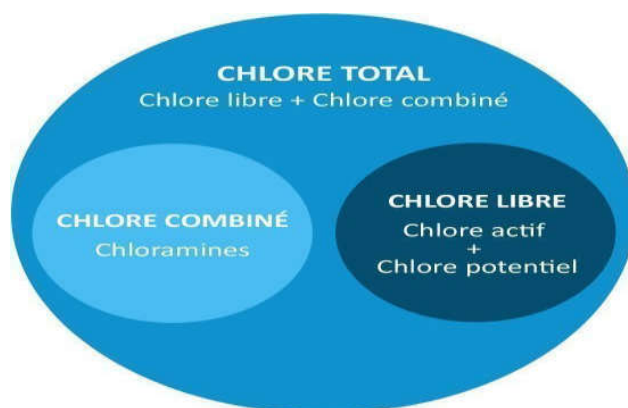 CHLORE TOTAL
Chlore libre + Chlore combiné
CHLORE COMBINÉ
Chloramines
CHLORE LIBRE
Chlore actif
+
Chlore potentiel